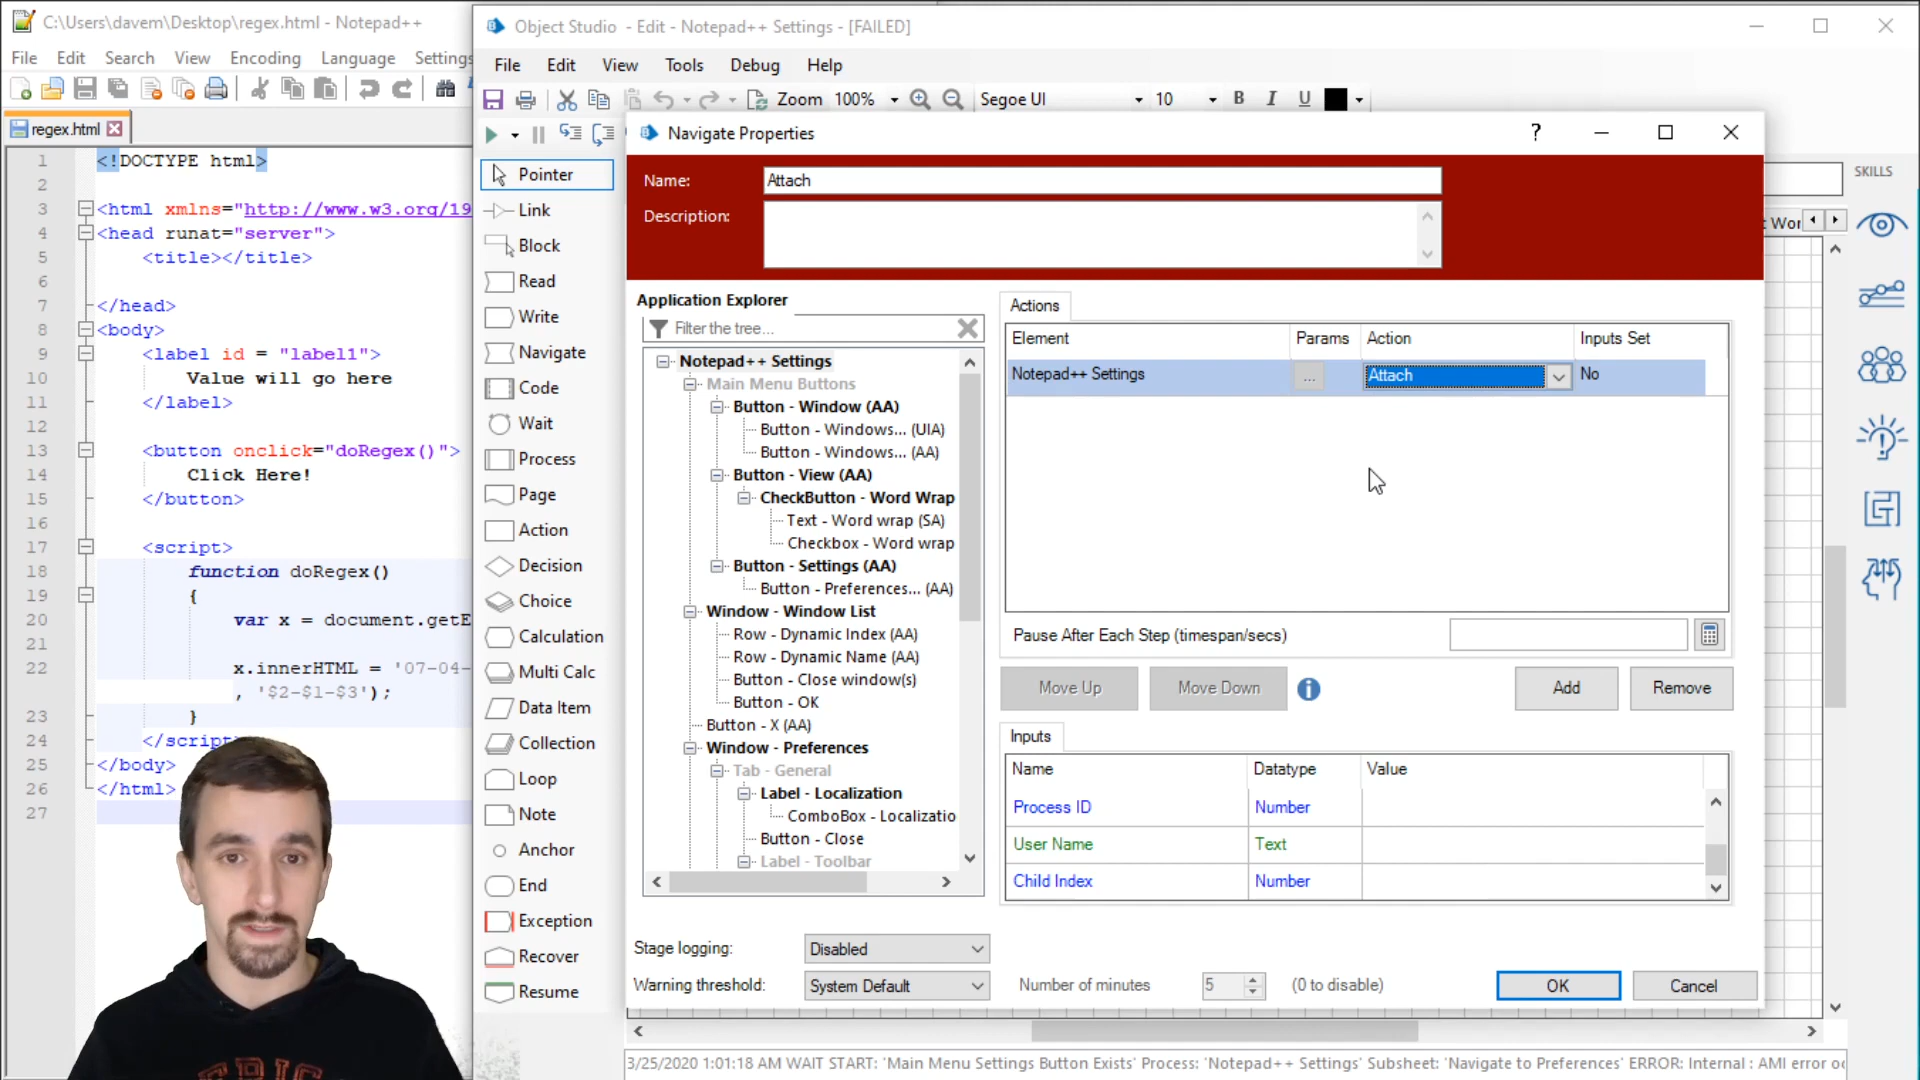 C:\Users\davem\Desktop\regex.html - Notepad++
File Edit Search View Encoding Language Settings
regex.html
1 <!DOCTYPE html>
2
3 <html xmlns="http://www.w3.org/19
4 <head runat="server">
5 <title></title>
6
7 </head>
8 <body>
9 <label id = "label1">
10 Value will go here
11 </label>
12
13 <button onclick="doRegex()">
14 Click Here!
15 </button>
16
17 <script>
18 function doRegex()
19 {
20 var x = document.getE
21
22 x.innerHTML = '07-04-
, '$2-$1-$3');
23 }
24 </script
25 </body>
26 </html>
27
Object Studio - Edit - Notepad++ Settings - [FAILED]
File Edit View Tools Debug Help
Zoom 100% Segoe UI 10 B I U
Pointer
Link
Block
Read
Write
Navigate
Code
Wait
Process
Page
Action
Decision
Choice
Calculation
Multi Calc
Data Item
Collection
Loop
Note
Anchor
End
Exception
Recover
Resume
Navigate Properties
?
Name: Attach
Description:
Application Explorer
Filter the tree...
Notepad++ Settings
Main Menu Buttons
Button - Window (AA)
Button - Windows... (UIA)
Button - Windows... (AA)
Button - View (AA)
CheckButton - Word Wrap
Text - Word wrap (SA)
Checkbox - Word wrap
Button - Settings (AA)
Button - Preferences... (AA)
Window - Window List
Row - Dynamic Index (AA)
Row - Dynamic Name (AA)
Button - Close window(s)
Button - OK
Button - X (AA)
Window - Preferences
Tab - General
Label - Localization
ComboBox - Localizatio
Button - Close
Label - Toolbar
Actions
Element Params Action Inputs Set
Notepad++ Settings ... Attach No
Pause After Each Step (timespan/secs)
Move Up Move Down Add Remove
Inputs
Name Datatype Value
Process ID Number
User Name Text
Child Index Number
Stage logging: Disabled
Warning threshold: System Default Number of minutes 5 (0 to disable)
OK Cancel
SKILLS
t Wor
3/25/2020 1:01:18 AM WAIT START: 'Main Menu Settings Button Exists' Process: 'Notepad++ Settings' Subsheet: 'Navigate to Preferences' ERROR: Internal : AMI error oc